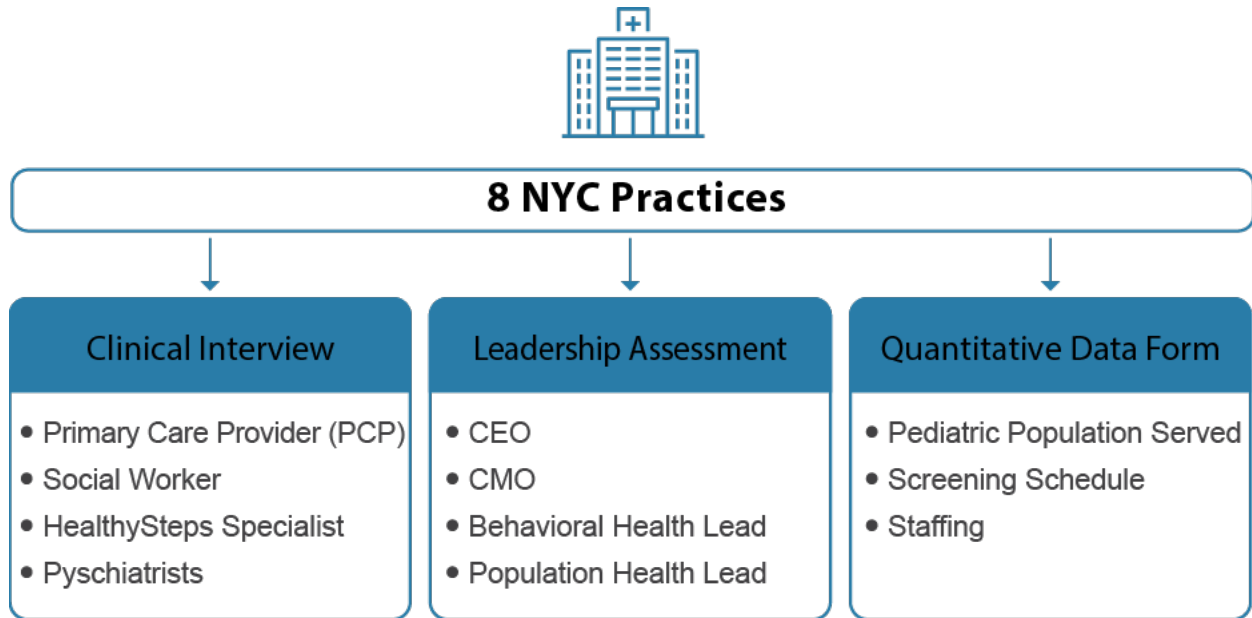 8 NYC Practices
Clinical Interview
• Primary Care Provider (PCP)
• Social Worker
• HealthySteps Specialist
• Pyschiatrists
Leadership Assessment
• CEO
• CMO
• Behavioral Health Lead
• Population Health Lead
Quantitative Data Form
• Pediatric Population Served
• Screening Schedule
• Staffing